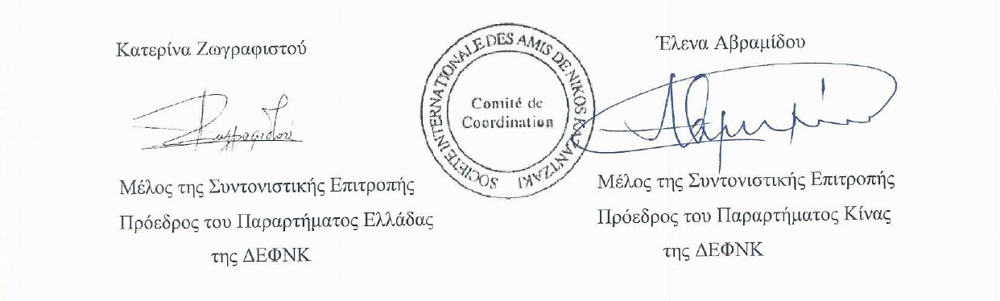 Κατερίνα Ζωγραφιστού
Ζωγραφιστού
Μέλος της Συντονιστικής Επιτροπής
Πρόεδρος του Παραρτήματος Ελλάδας
της ΔΕΦΝΚ
SOCIETE INTERNATIONALE DES AMIS DE NIKOS KAZANTZAKI
Comité de
Coordination
Έλενα Αβραμίδου
Μέλος της Συντονιστικής Επιτροπής
Πρόεδρος του Παραρτήματος Κίνας
της ΔΕΦΝΚ